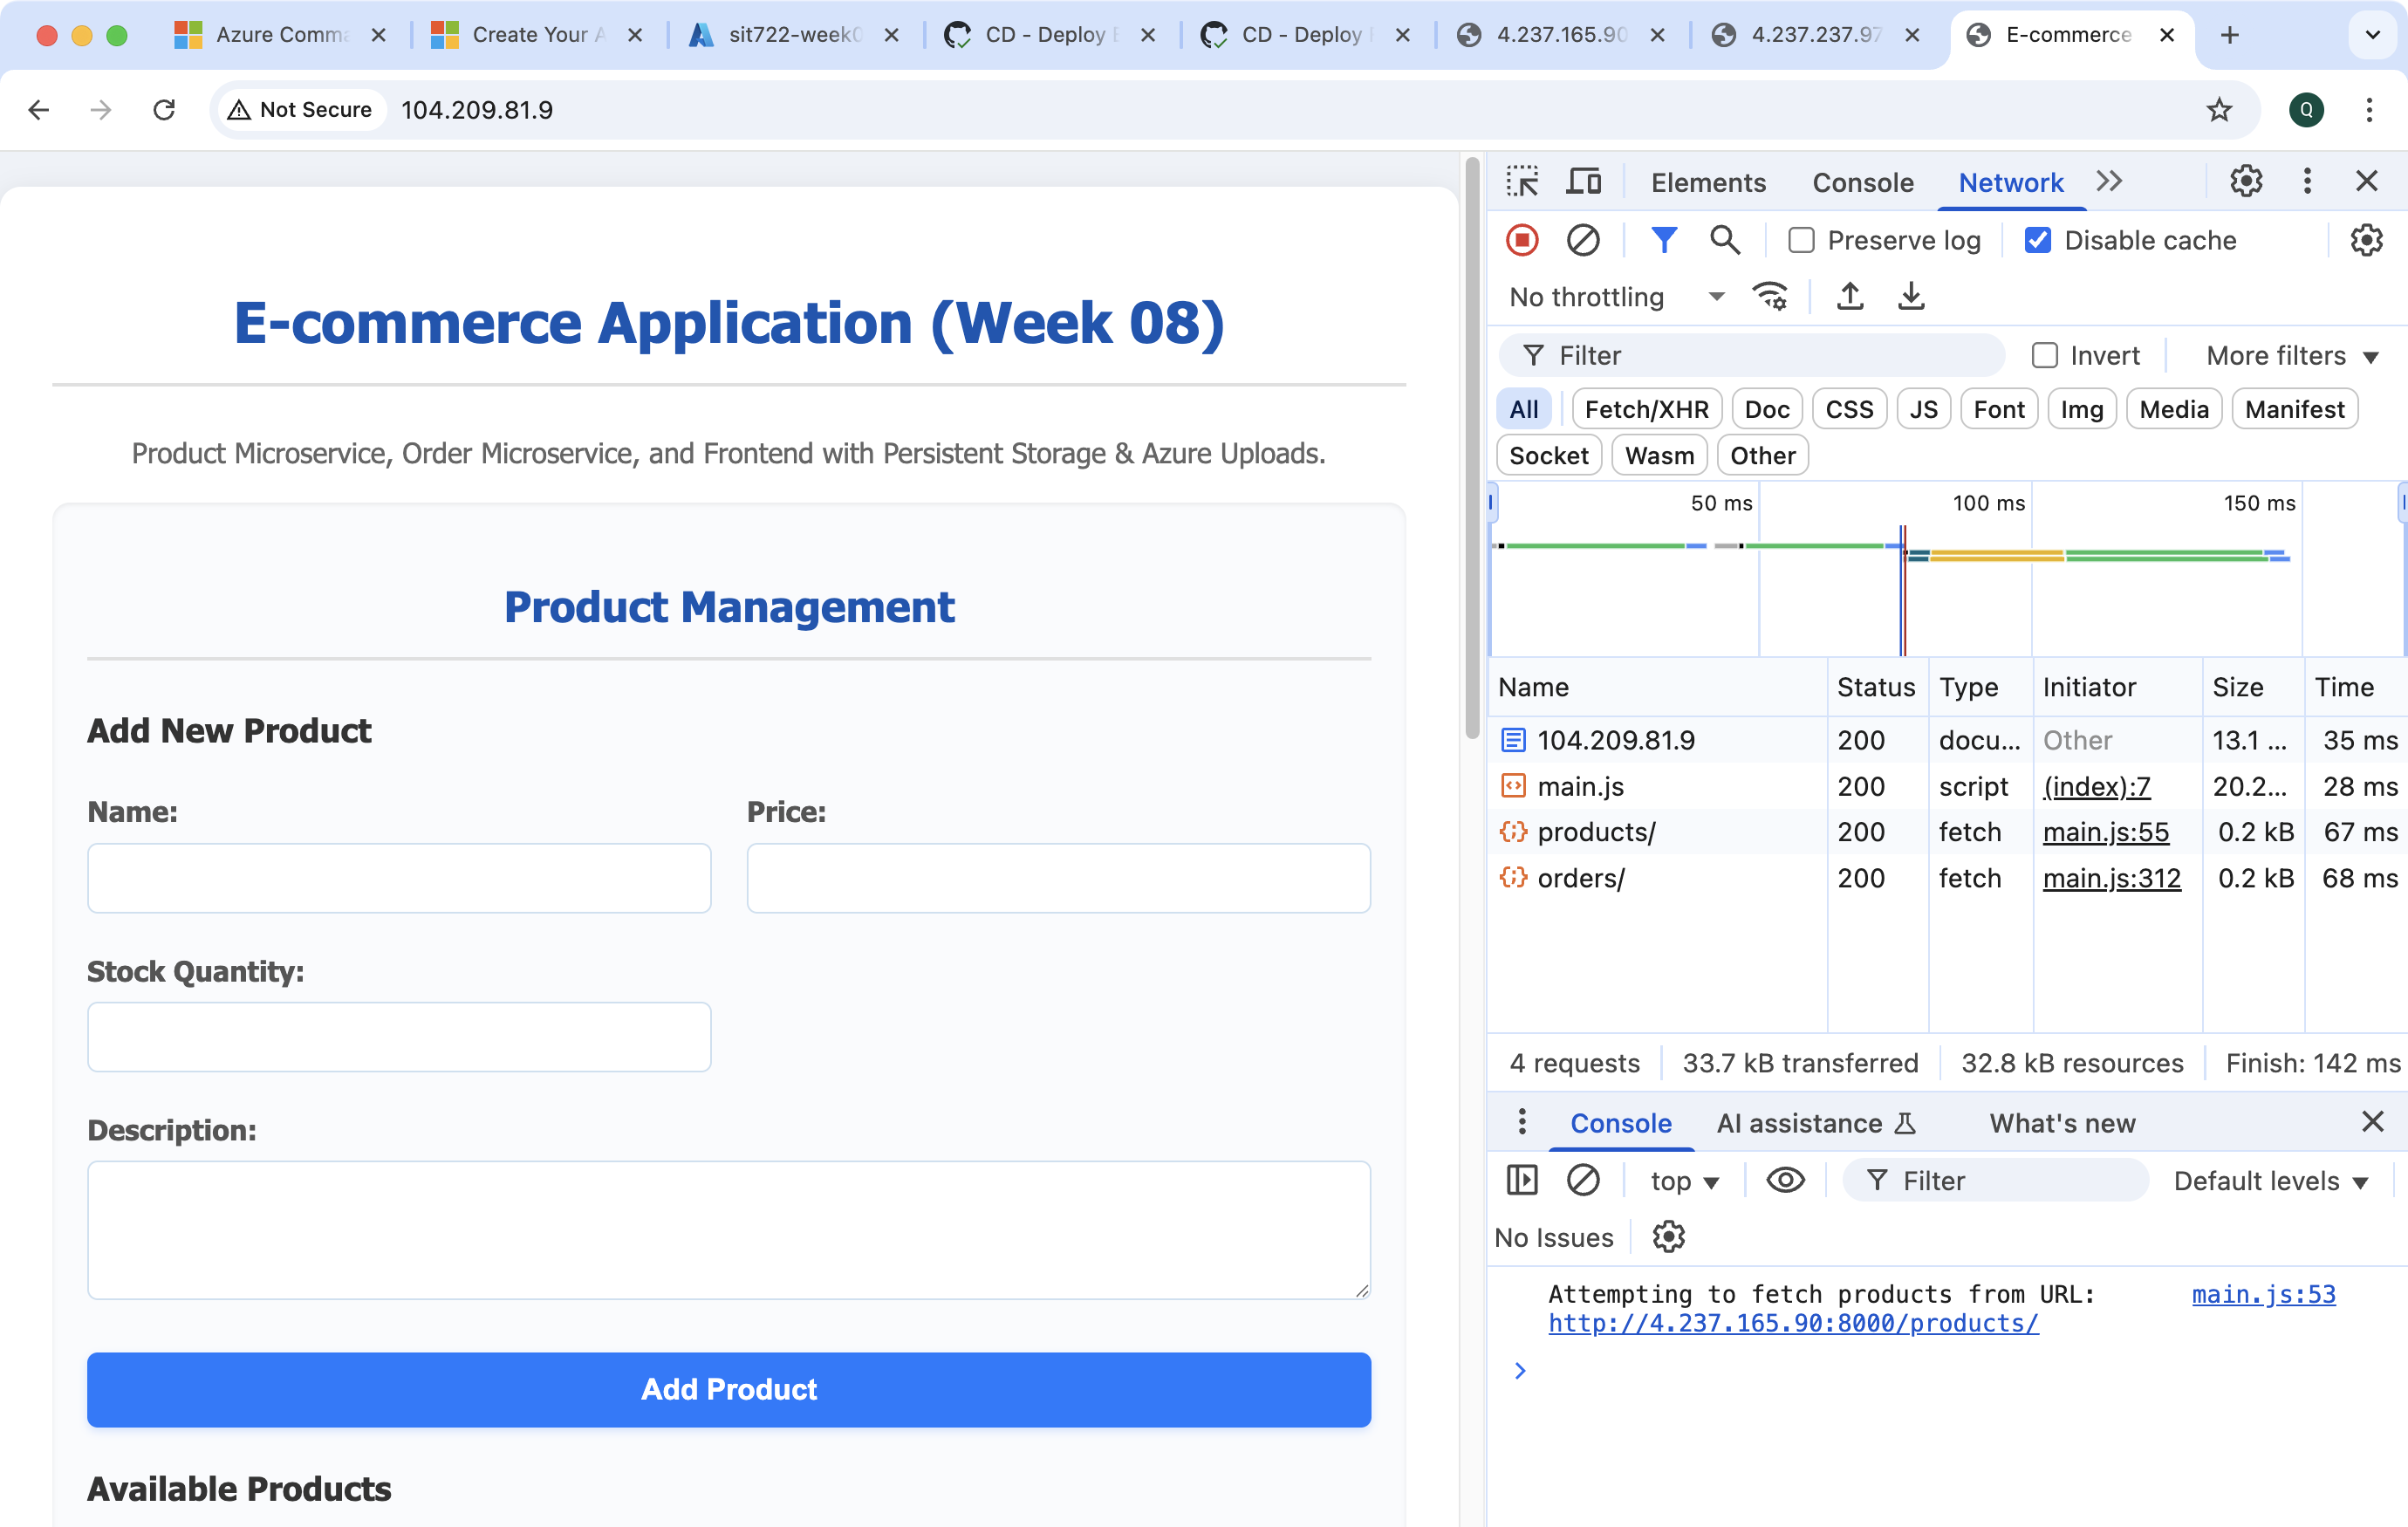 Azure Comma
Create Your A
sit722-week0
CD - Deploy
CD - Deploy
4.237.165.90
4.237.237.97
E-commerce
Not Secure
104.209.81.9
Q
E-commerce Application (Week 08)
Product Microservice, Order Microservice, and Frontend with Persistent Storage & Azure Uploads.
Product Management
Add New Product
Name:
Price:
Stock Quantity:
Description:
Add Product
Available Products
Elements Console Network
Preserve log Disable cache
No throttling
Filter Invert More filters
All Fetch/XHR Doc CSS JS Font Img Media Manifest
Socket Wasm Other
50 ms 100 ms 150 ms
Name Status Type Initiator Size Time
104.209.81.9 200 docu... Other 13.1 ... 35 ms
main.js 200 script (index):7 20.2... 28 ms
products/ 200 fetch main.js:55 0.2 kB 67 ms
orders/ 200 fetch main.js:312 0.2 kB 68 ms
4 requests 33.7 kB transferred 32.8 kB resources Finish: 142 ms
Console AI assistance What's new
top Filter Default levels
No Issues
Attempting to fetch products from URL: main.js:53
http://4.237.165.90:8000/products/